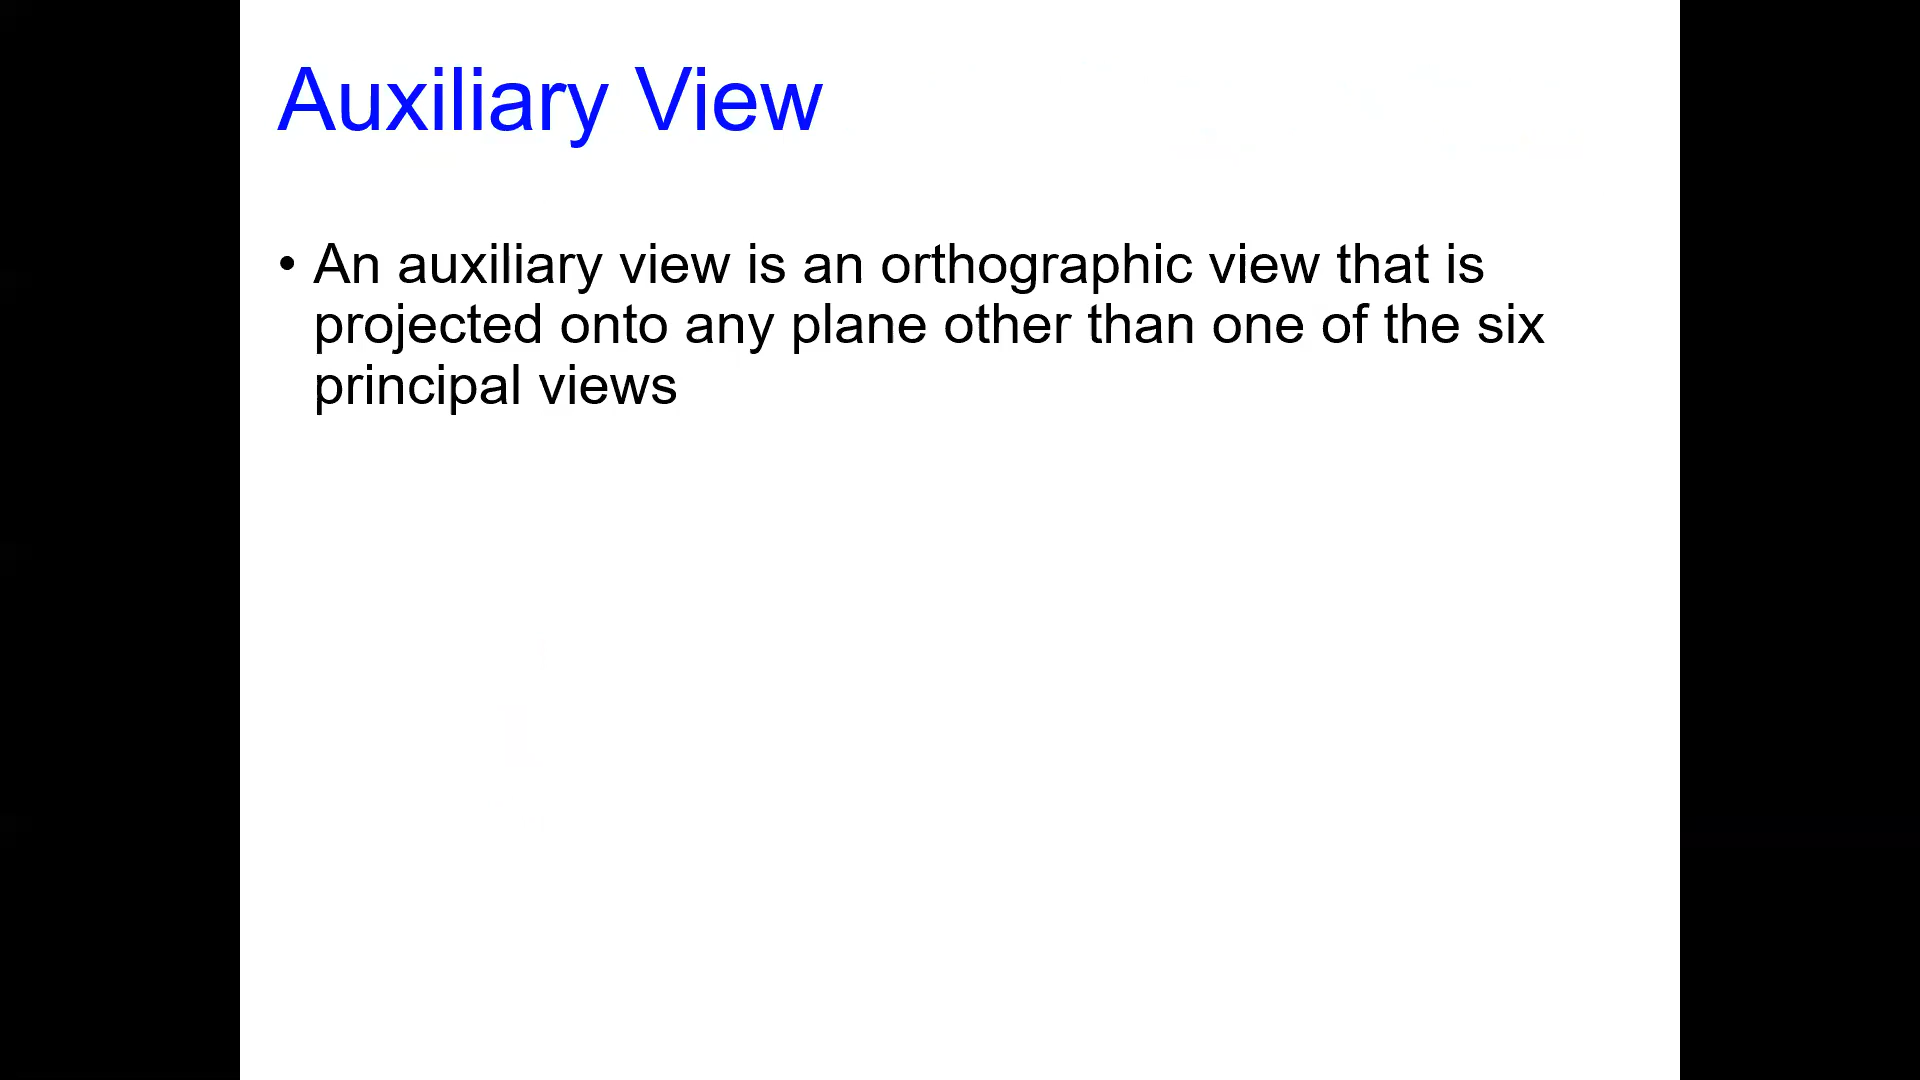 Auxiliary View
• An auxiliary view is an orthographic view that is
projected onto any plane other than one of the six
principal views